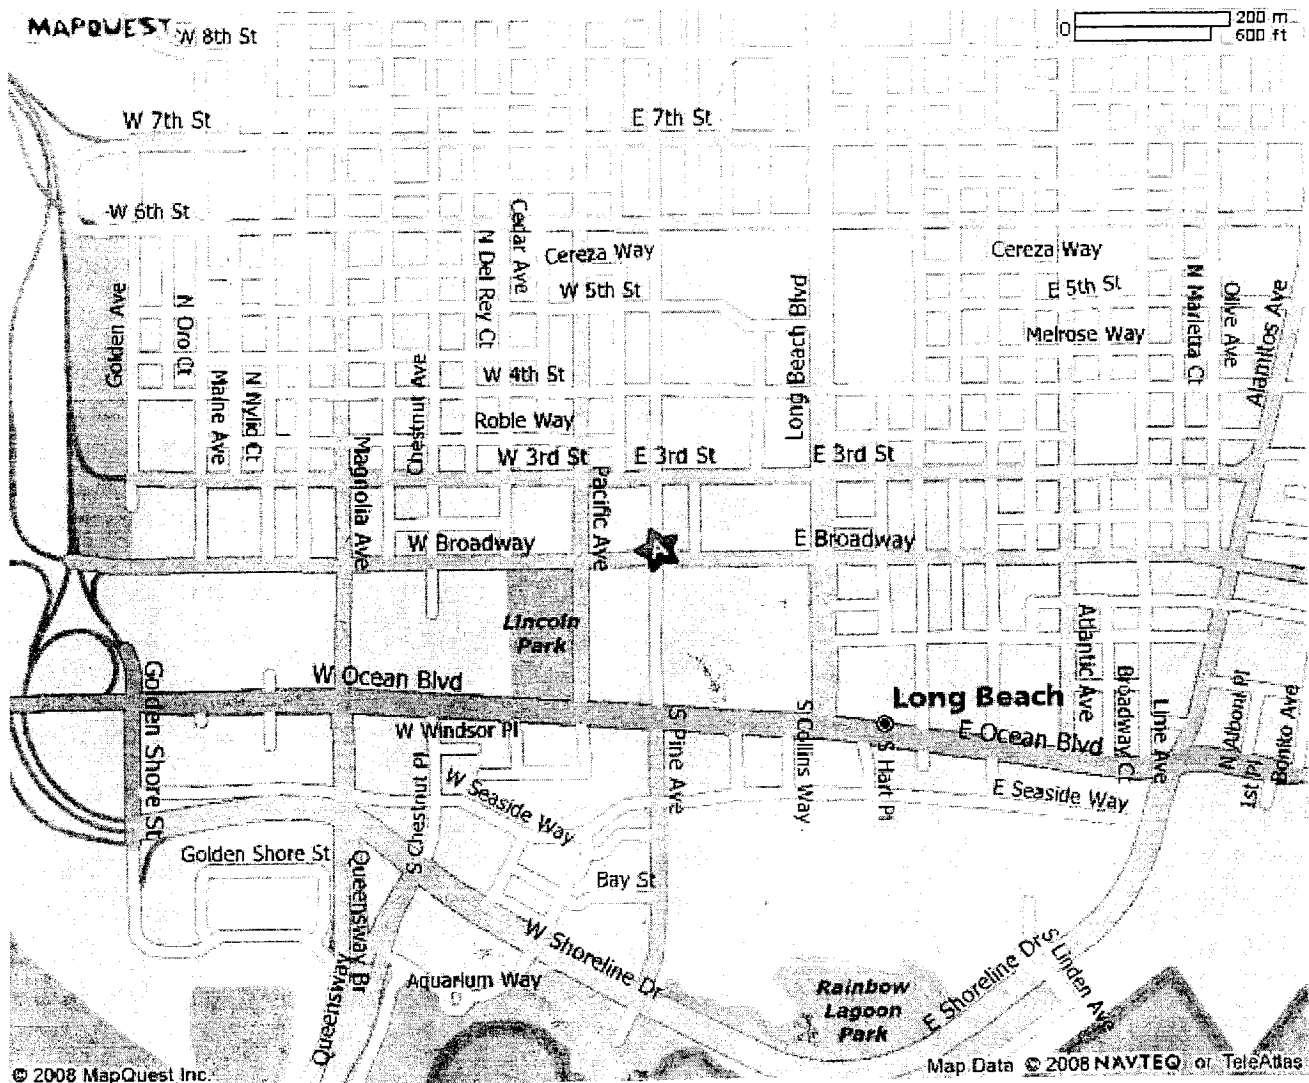 MAPQUEST
W 8th St
0
200 m
600 ft
W 7th St
E 7th St
W 6th St
Cedar Ave
N Del Rey Ct
Cereza Way
Cereza Way
W 5th St
E 5th St
Golden Ave
N Oro Ct
Long Beach Blvd
N Marietta Ct
Olive Ave
Alamitos Ave
Melrose Way
Maine Ave
N Nylic Ct
Chestnut Ave
W 4th St
Roble Way
Magnolia Ave
W 3rd St
E 3rd St
E 3rd St
Pacific Ave
W Broadway
E Broadway
Lincoln
Park
Golden Shore St
W Ocean Blvd
Long Beach
Atlantic Ave
Broadway Ct
Lime Ave
N Alboni Pl
1st Pl
Bonito Ave
W Windsor Pl
S Pine Ave
S Collins Way
S Hart Pl
E Ocean Blvd
S Chestnut Pl
W Seaside Way
E Seaside Way
Golden Shore St
Queensway Br
Bay St
W Shoreline Dr
Aquarium Way
Queensway
Rainbow
Lagoon
Park
E Shoreline Dr
S Linden Ave
© 2008 MapQuest Inc.
Map Data © 2008 NAVTEQ or TeleAtlas